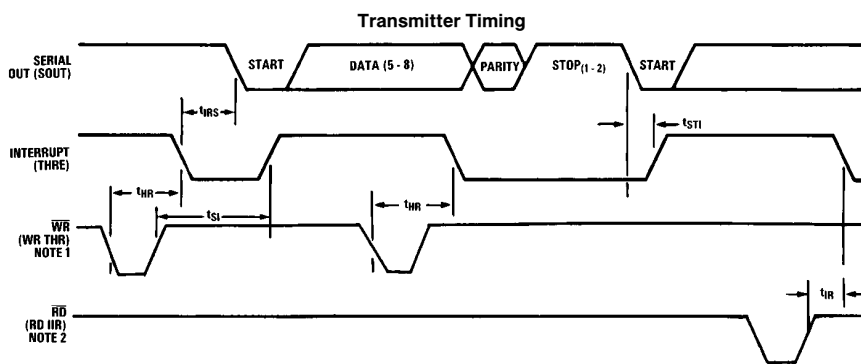 Transmitter Timing
SERIAL
OUT (SOUT)
START
DATA (5 - 8)
PARITY
STOP(1 - 2)
START
tIRS
tSTI
INTERRUPT
(THRE)
tHR
tSI
tHR
WR
(WR THR)
NOTE 1
tIR
RD
(RD IIR)
NOTE 2